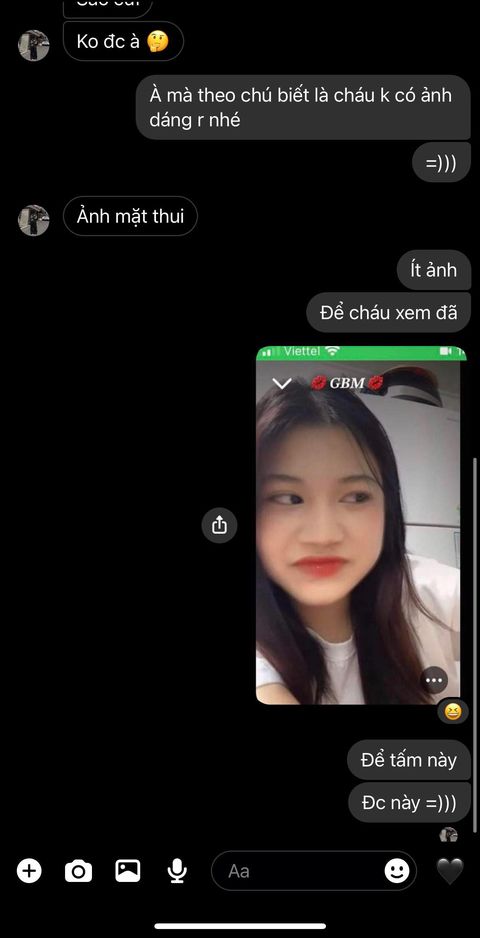 Ko đc à 🤔
À mà theo chú biết là cháu k có ảnh
dáng r nhé
=)))
Ảnh mặt thui
Ít ảnh
Để cháu xem đã
Viettel
💋 GBM 💋
Để tấm này
Đc này =)))
Aa